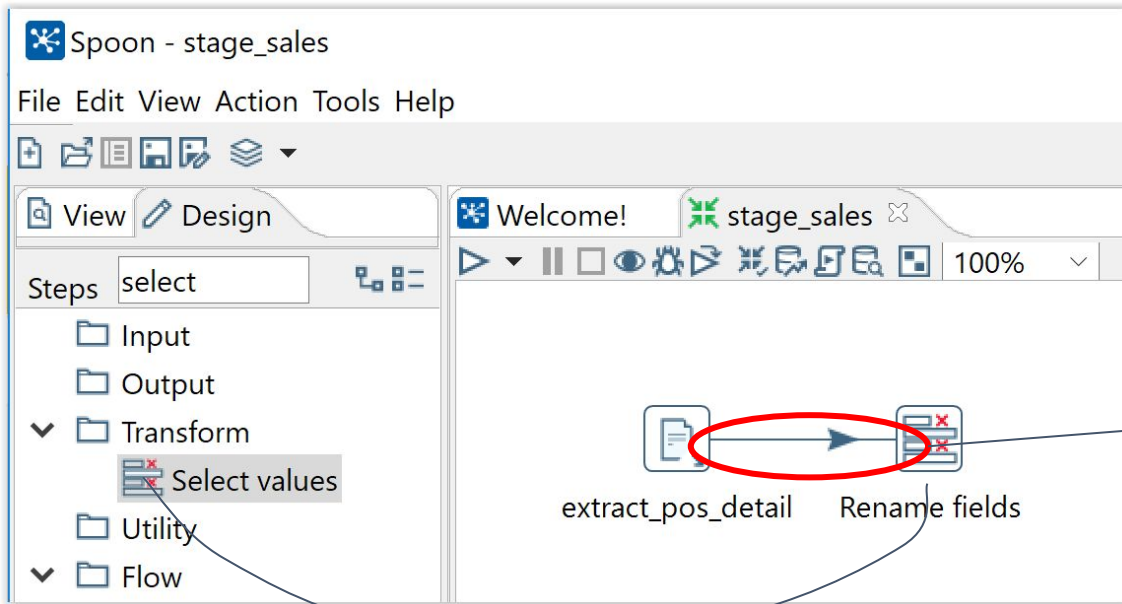 Spoon - stage_sales
File Edit View Action Tools Help
View Design
Welcome! stage_sales
Steps select
100%
Input
Output
Transform
Select values
Utility
Flow
extract_pos_detail Rename fields